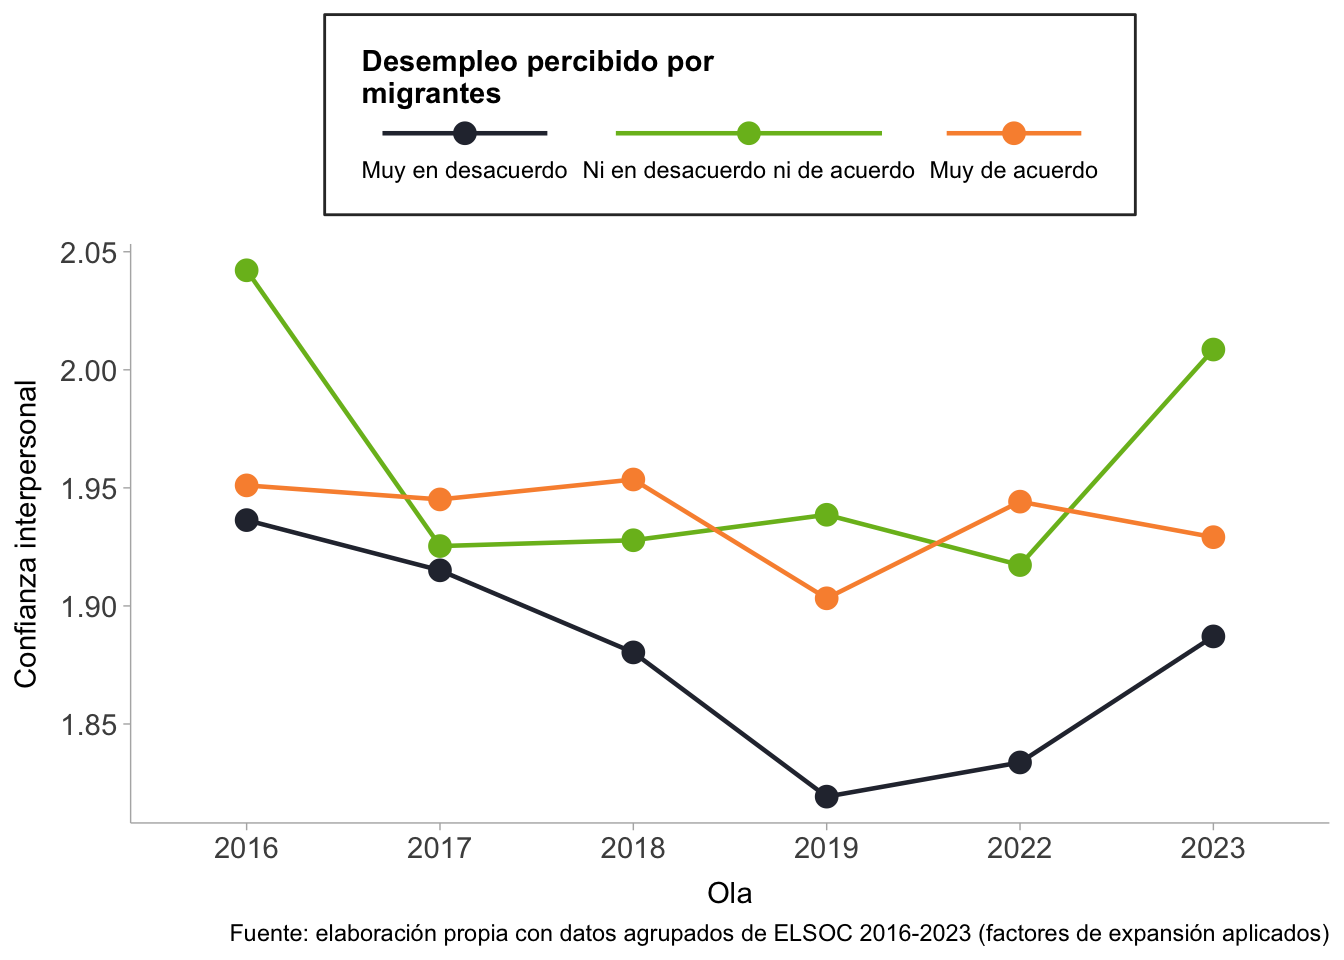 Desempleo percibido por
migrantes
Muy en desacuerdo Ni en desacuerdo ni de acuerdo Muy de acuerdo
Confianza interpersonal
2.05
2.00
1.95
1.90
1.85
2016 2017 2018 2019 2022 2023
Ola
Fuente: elaboración propia con datos agrupados de ELSOC 2016-2023 (factores de expansión aplicados)